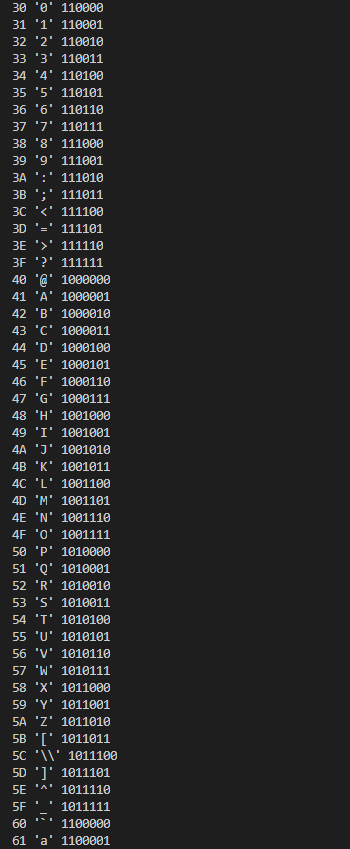 30 '0' 110000
31 '1' 110001
32 '2' 110010
33 '3' 110011
34 '4' 110100
35 '5' 110101
36 '6' 110110
37 '7' 110111
38 '8' 111000
39 '9' 111001
3A ':' 111010
3B ';' 111011
3C '<' 111100
3D '=' 111101
3E '>' 111110
3F '?' 111111
40 '@' 1000000
41 'A' 1000001
42 'B' 1000010
43 'C' 1000011
44 'D' 1000100
45 'E' 1000101
46 'F' 1000110
47 'G' 1000111
48 'H' 1001000
49 'I' 1001001
4A 'J' 1001010
4B 'K' 1001011
4C 'L' 1001100
4D 'M' 1001101
4E 'N' 1001110
4F 'O' 1001111
50 'P' 1010000
51 'Q' 1010001
52 'R' 1010010
53 'S' 1010011
54 'T' 1010100
55 'U' 1010101
56 'V' 1010110
57 'W' 1010111
58 'X' 1011000
59 'Y' 1011001
5A 'Z' 1011010
5B '[' 1011011
5C '\\' 1011100
5D ']' 1011101
5E '^' 1011110
5F '_' 1011111
60 '`' 1100000
61 'a' 1100001